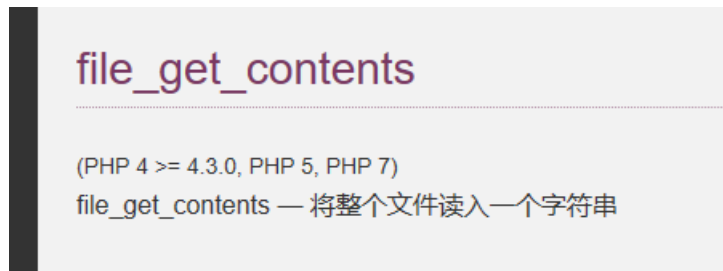 file_get_contents
(PHP 4 >= 4.3.0, PHP 5, PHP 7)
file_get_contents — 将整个文件读入一个字符串